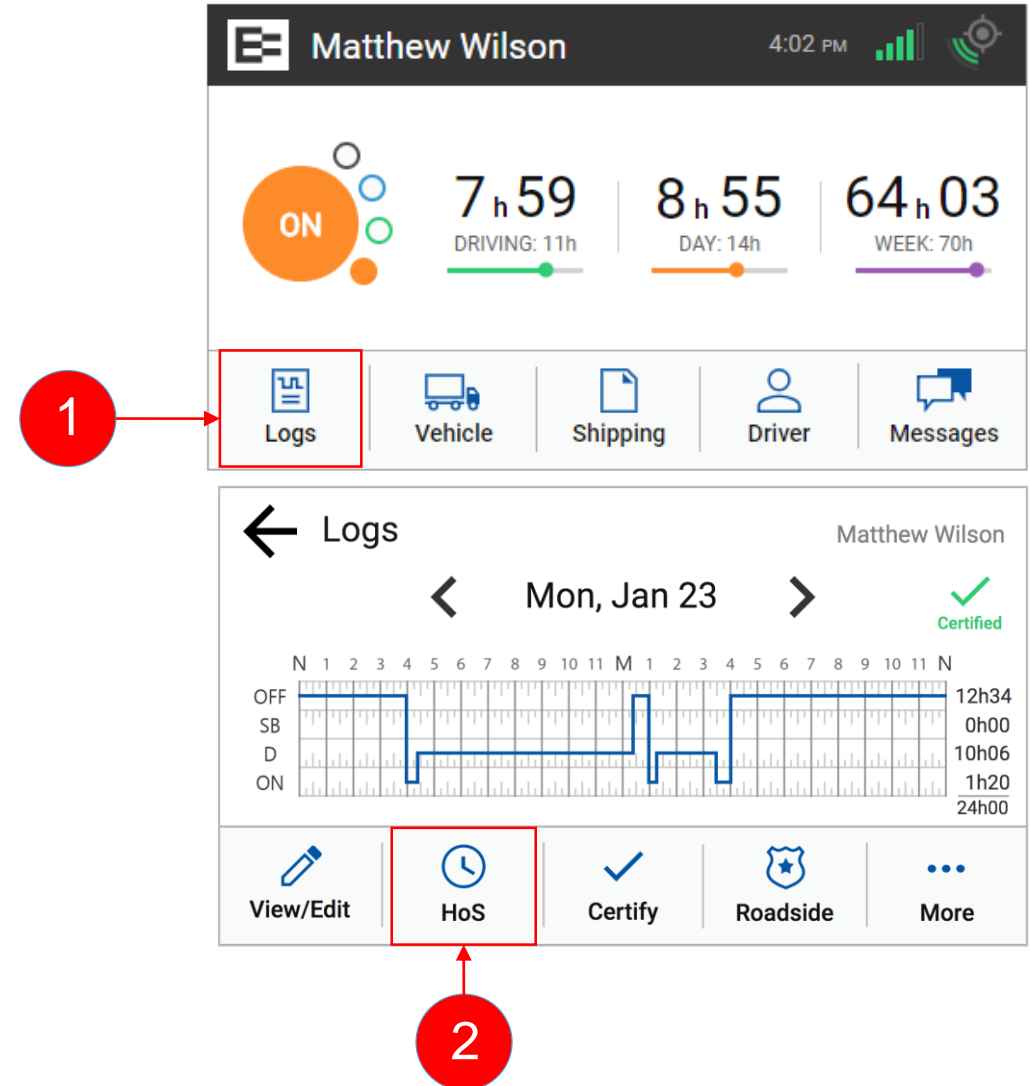 Matthew Wilson 4:02 PM
ON
7 h 59 8 h 55 64 h 03
DRIVING: 11h DAY: 14h WEEK: 70h
1
Logs Vehicle Shipping Driver Messages
Logs Matthew Wilson
Mon, Jan 23
Certified
N 1 2 3 4 5 6 7 8 9 10 11 M 1 2 3 4 5 6 7 8 9 10 11 N
OFF 12h34
SB 0h00
D 10h06
ON 1h20
24h00
View/Edit HoS Certify Roadside More
2